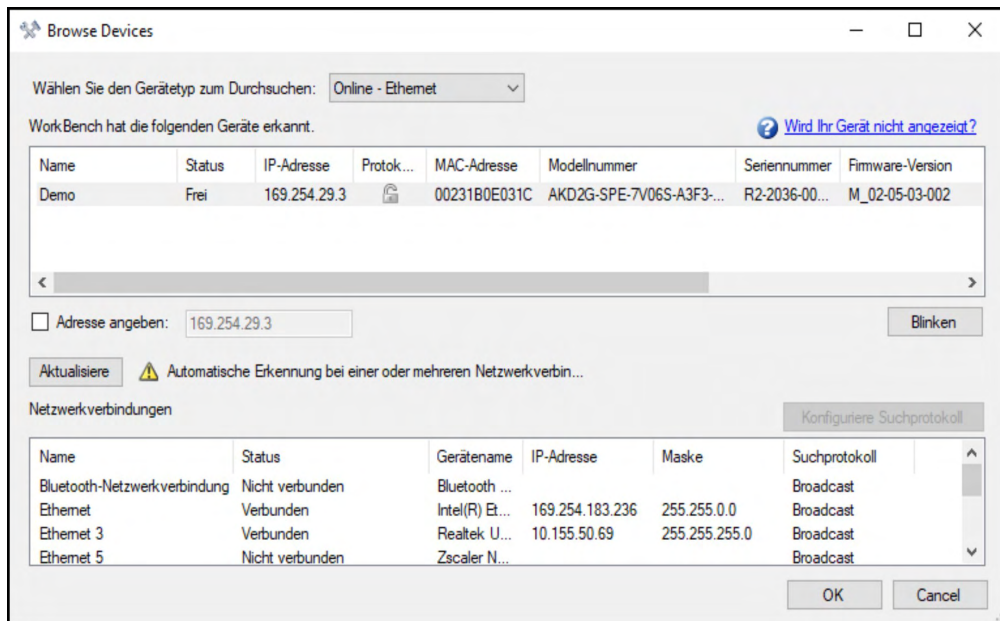 Browse Devices
Wählen Sie den Gerätetyp zum Durchsuchen: Online - Ethernet
WorkBench hat die folgenden Geräte erkannt. Wird Ihr Gerät nicht angezeigt?
Name Status IP-Adresse Protok... MAC-Adresse Modellnummer Seriennummer Firmware-Version
Demo Frei 169.254.29.3 00231B0E031C AKD2G-SPE-7V06S-A3F3-... R2-2036-00... M_02-05-03-002
Adresse angeben: 169.254.29.3 Blinken
Aktualisiere Automatische Erkennung bei einer oder mehreren Netzwerkverbin...
Netzwerkverbindungen Konfiguriere Suchprotokoll
Name Status Gerätename IP-Adresse Maske Suchprotokoll
Bluetooth-Netzwerkverbindung Nicht verbunden Bluetooth ... Broadcast
Ethernet Verbunden Intel(R) Et... 169.254.183.236 255.255.0.0 Broadcast
Ethernet 3 Verbunden Realtek U... 10.155.50.69 255.255.255.0 Broadcast
Ethernet 5 Nicht verbunden Zscaler N... Broadcast
OK Cancel